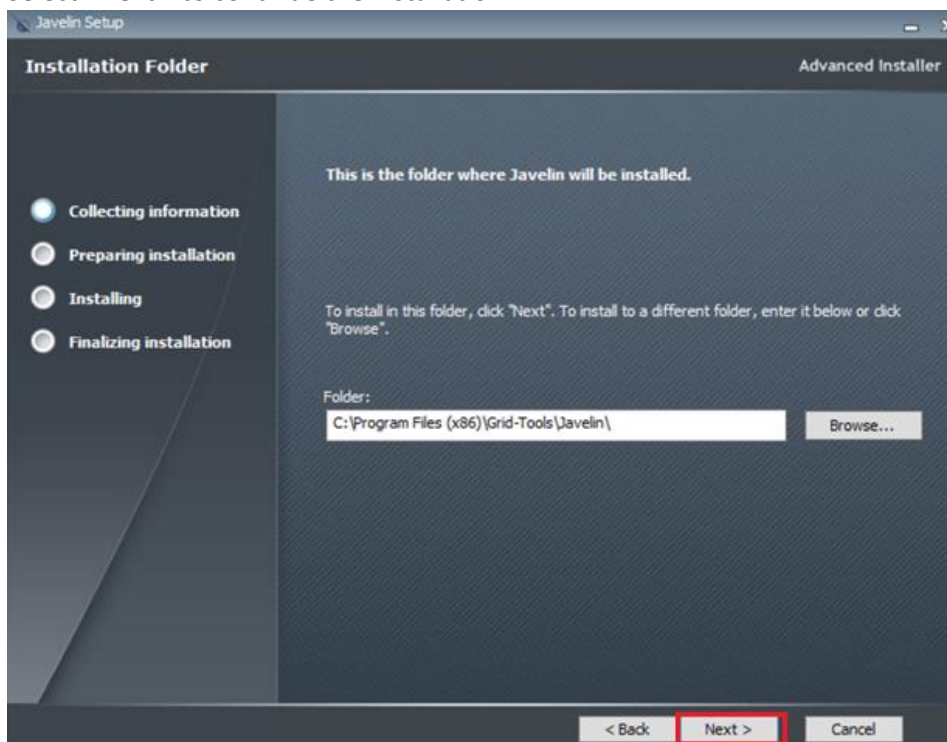 Javelin Setup
Installation Folder
Advanced Installer
This is the folder where Javelin will be installed.
Collecting information
Preparing installation
Installing
Finalizing installation
To install in this folder, click "Next". To install to a different folder, enter it below or click
"Browse".
Folder:
C:\Program Files (x86)\Grid-Tools\Javelin\
Browse...
< Back
Next >
Cancel